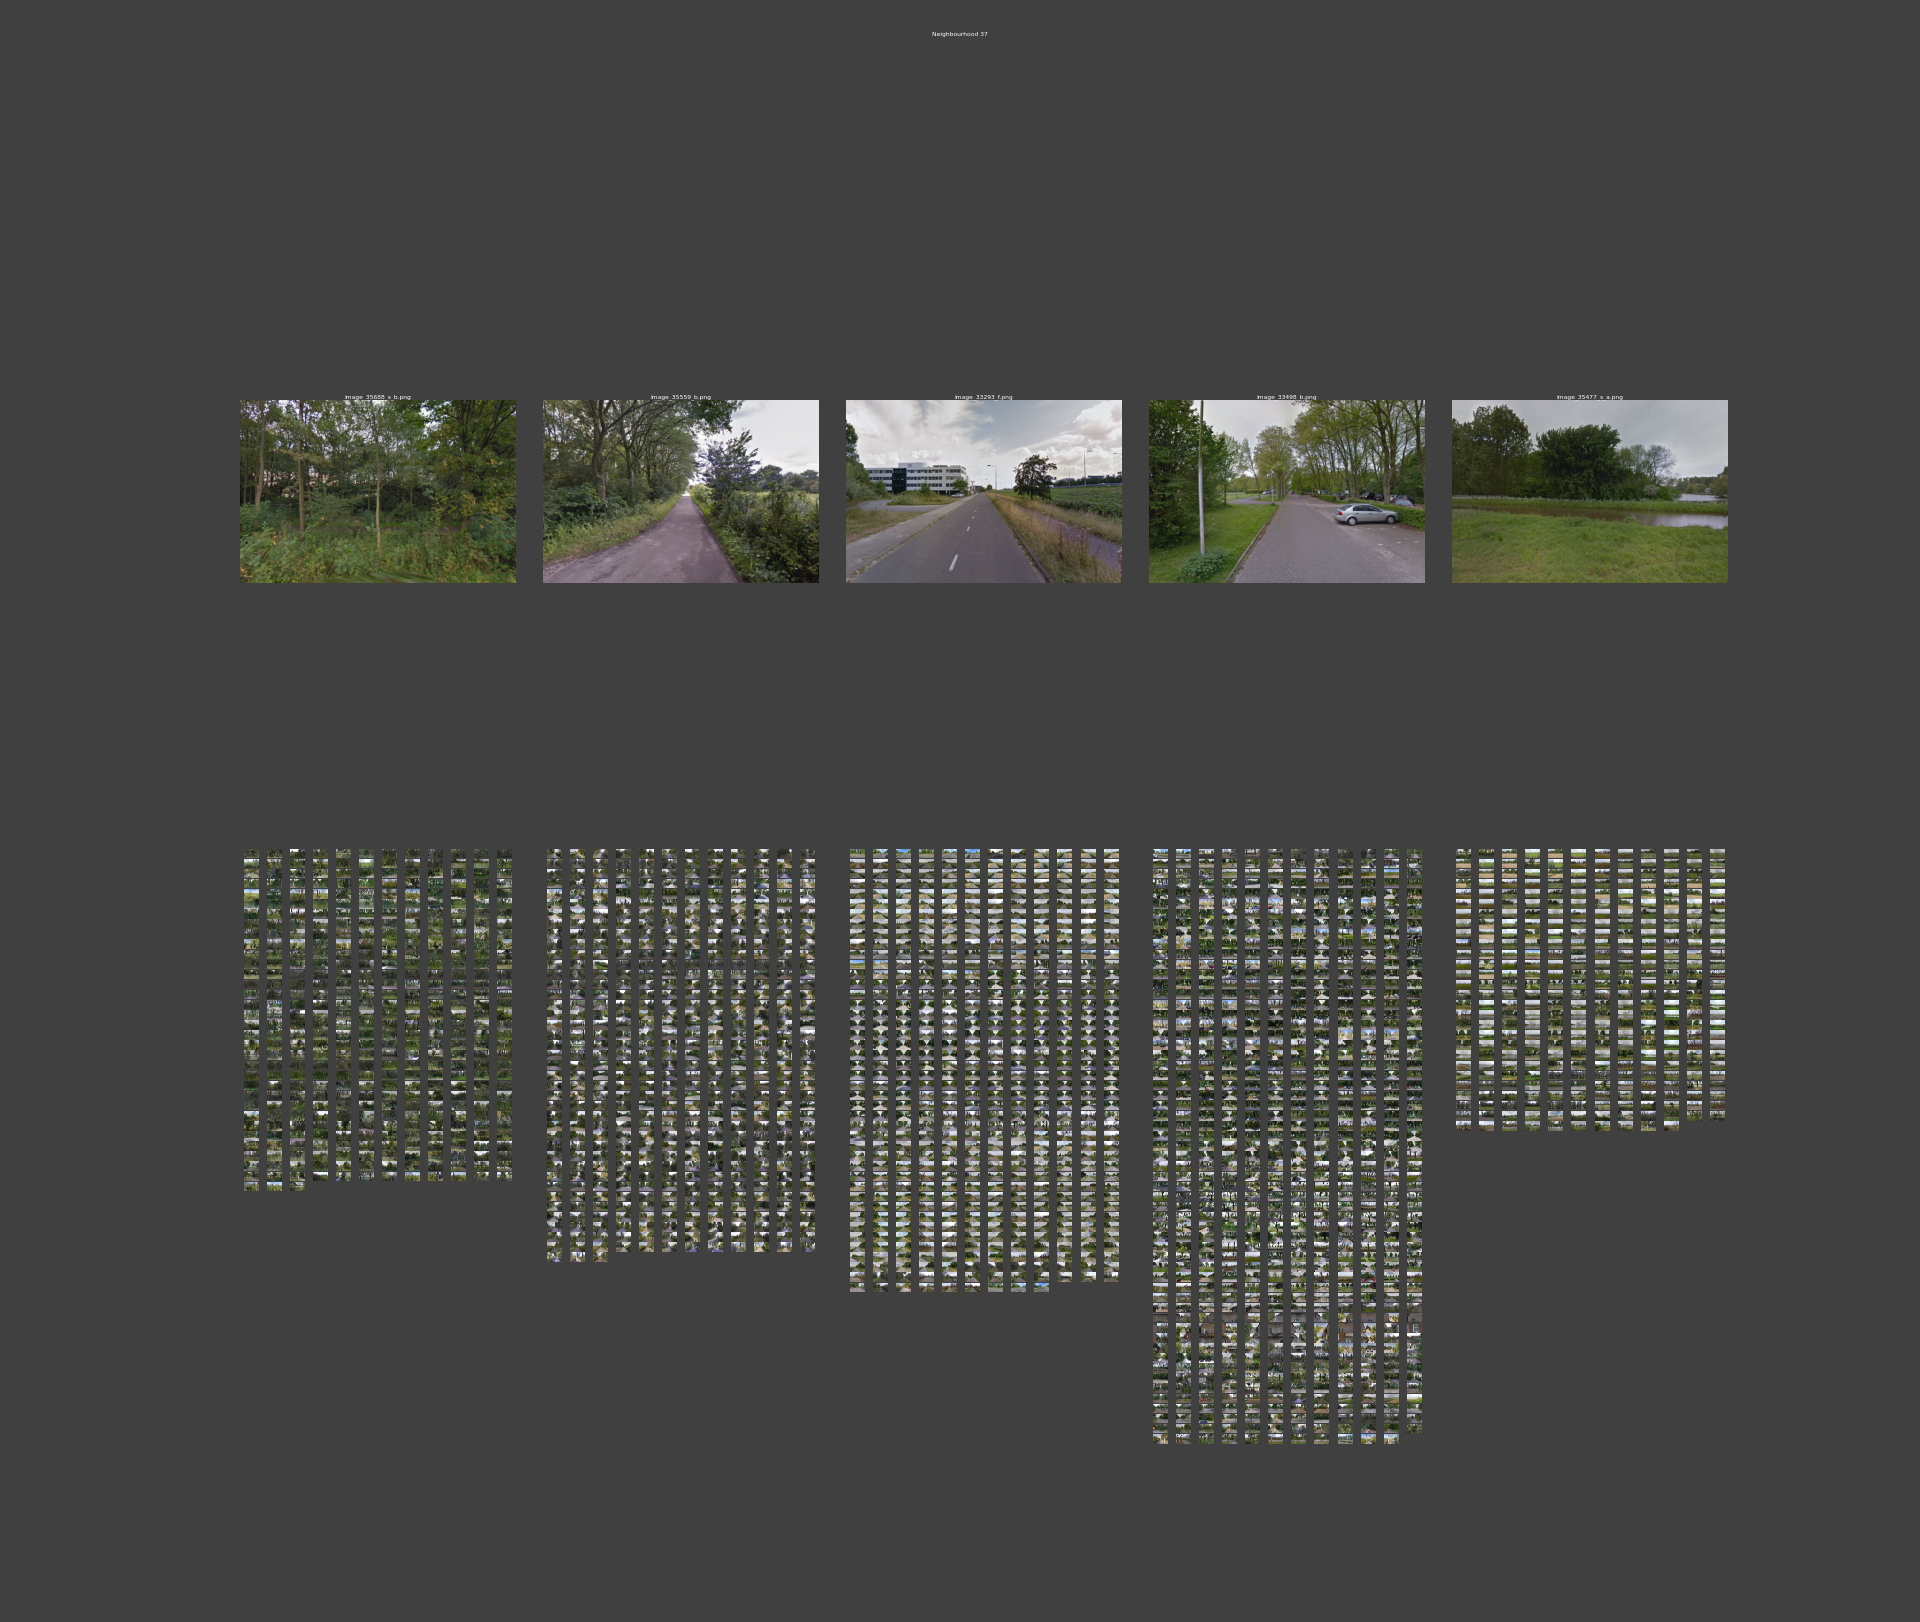 Neighbourhood 37
image_35688_s_b.png
image_35559_b.png
image_33293_f.png
image_33498_b.png
image_35477_s_a.png